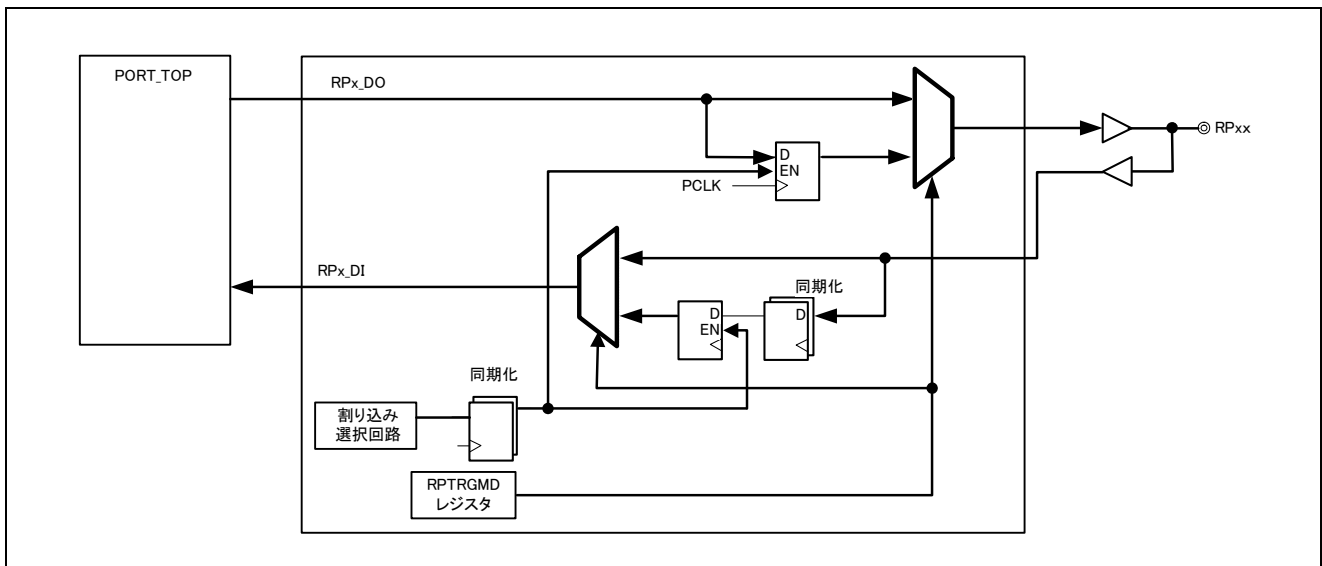 PORT_TOP
RPx_DO
D
EN
PCLK
◎ RPxx
RPx_DI
同期化
D
EN
D
同期化
割り込み
選択回路
RPTRGMD
レジスタ